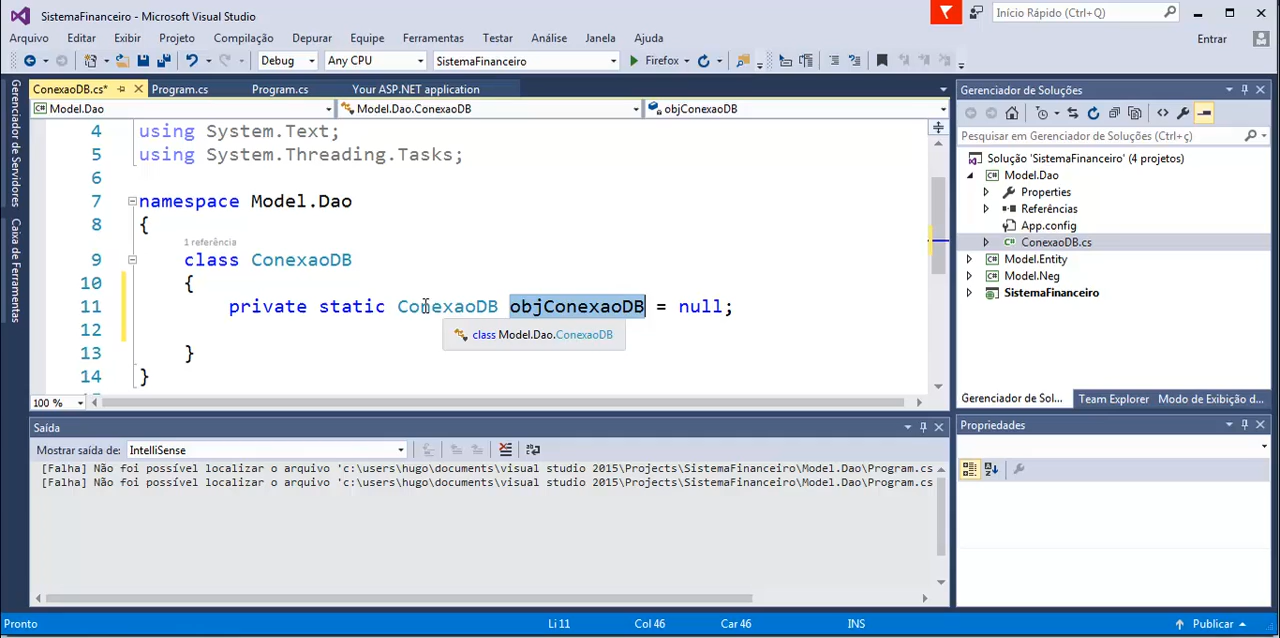 SistemaFinanceiro - Microsoft Visual Studio
Início Rápido (Ctrl+Q)
Arquivo Editar Exibir Projeto Compilação Depurar Equipe Ferramentas Testar Análise Janela Ajuda
Entrar
Debug Any CPU SistemaFinanceiro Firefox
Gerenciador de Servidores
Caixa de Ferramentas
ConexaoDB.cs* Program.cs Program.cs Your ASP.NET application
Model.Dao Model.Dao.ConexaoDB objConexaoDB
4 using System.Text;
5 using System.Threading.Tasks;
6
7 namespace Model.Dao
8 {
1 referência
9 class ConexaoDB
10 {
11 private static ConexaoDB objConexaoDB = null;
12
class Model.Dao.ConexaoDB
13 }
14 }
100 %
Saída
Mostrar saída de: IntelliSense
[Falha] Não foi possível localizar o arquivo 'c:\users\hugo\documents\visual studio 2015\Projects\SistemaFinanceiro\Model.Dao\Program.cs
[Falha] Não foi possível localizar o arquivo 'c:\users\hugo\documents\visual studio 2015\Projects\SistemaFinanceiro\Model.Dao\Program.cs
Gerenciador de Soluções
Pesquisar em Gerenciador de Soluções (Ctrl+ç)
Solução 'SistemaFinanceiro' (4 projetos)
Model.Dao
Properties
Referências
App.config
ConexaoDB.cs
Model.Entity
Model.Neg
SistemaFinanceiro
Gerenciador de Sol... Team Explorer Modo de Exibição d...
Propriedades
Pronto Li 11 Col 46 Car 46 INS Publicar